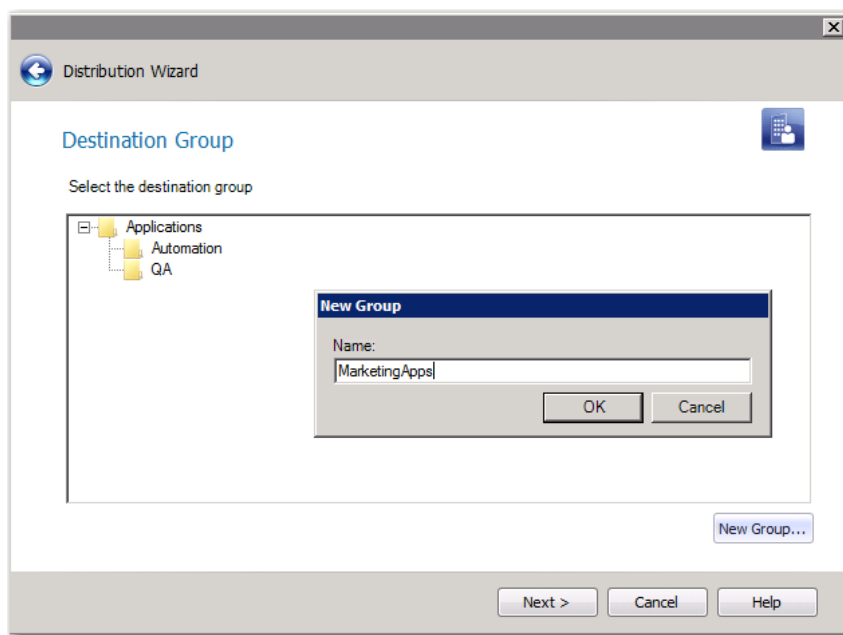 Distribution Wizard
Destination Group
Select the destination group
Applications
Automation
QA
New Group
Name:
MarketingApps
OK Cancel
New Group...
Next > Cancel Help